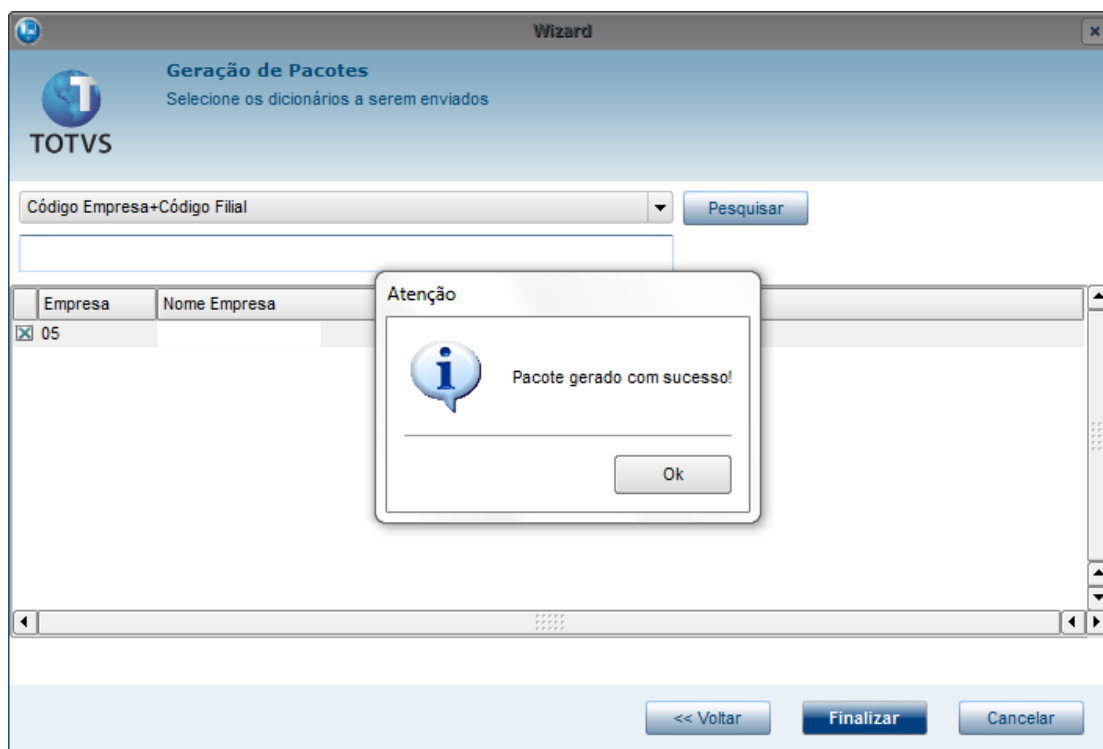 Wizard
Geração de Pacotes
Selecione os dicionários a serem enviados
TOTVS
Código Empresa+Código Filial
Pesquisar
Empresa
Nome Empresa
05
Atenção
Pacote gerado com sucesso!
Ok
<< Voltar
Finalizar
Cancelar